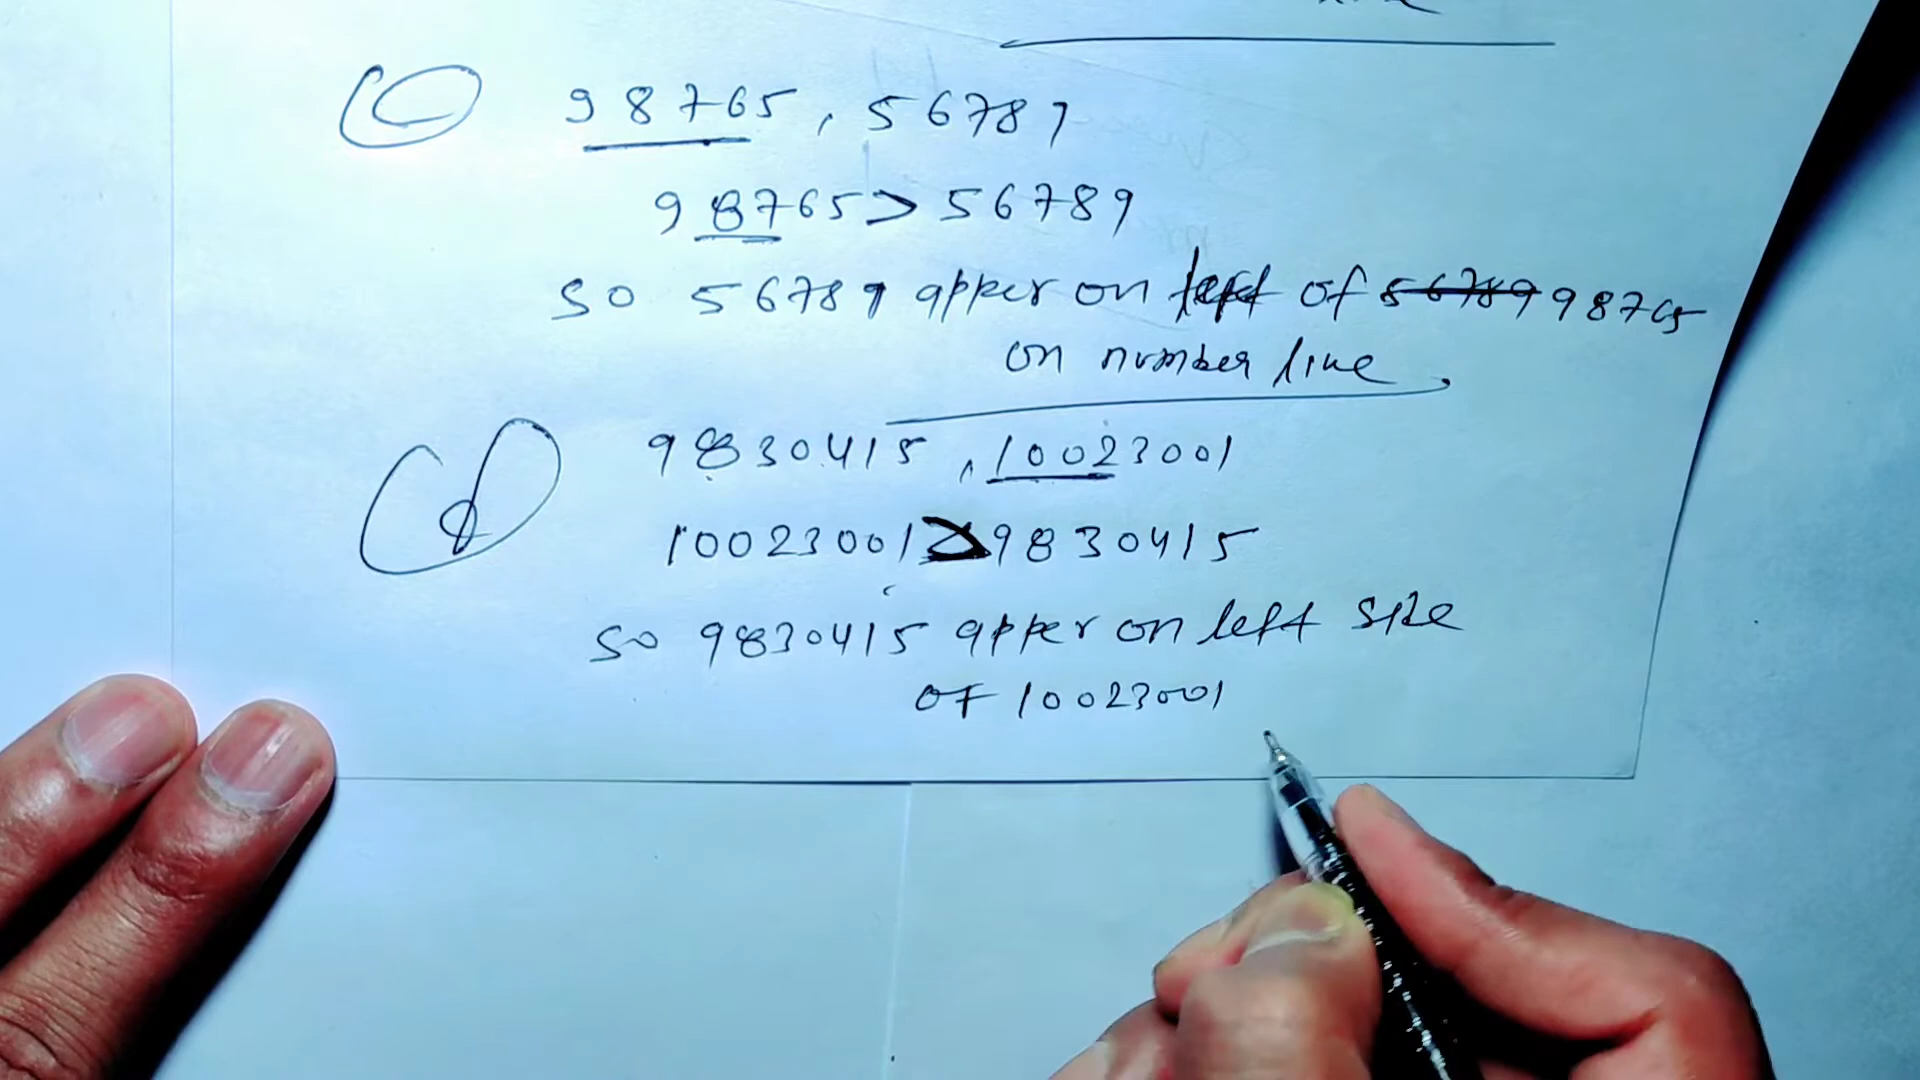 (c) 98765, 56789
98765 > 56789
so 56789 apper on left of 56789 98765
on number line.
(d) 9830415, 10023001
10023001 > 9830415
so 9830415 apper on left side
of 10023001